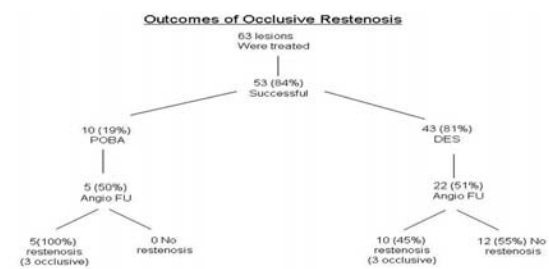 Outcomes of Occlusive Restenosis
63 lesions
Were treated
53 (84%)
Successful
10 (19%)
POBA
43 (81%)
DES
5 (50%)
Angio FU
22 (51%)
Angio FU
5(100%)
restenosis
(3 occlusive)
0 No
restenosis
10 (45%)
restenosis
(3 occlusive)
12 (55%) No
restenosis